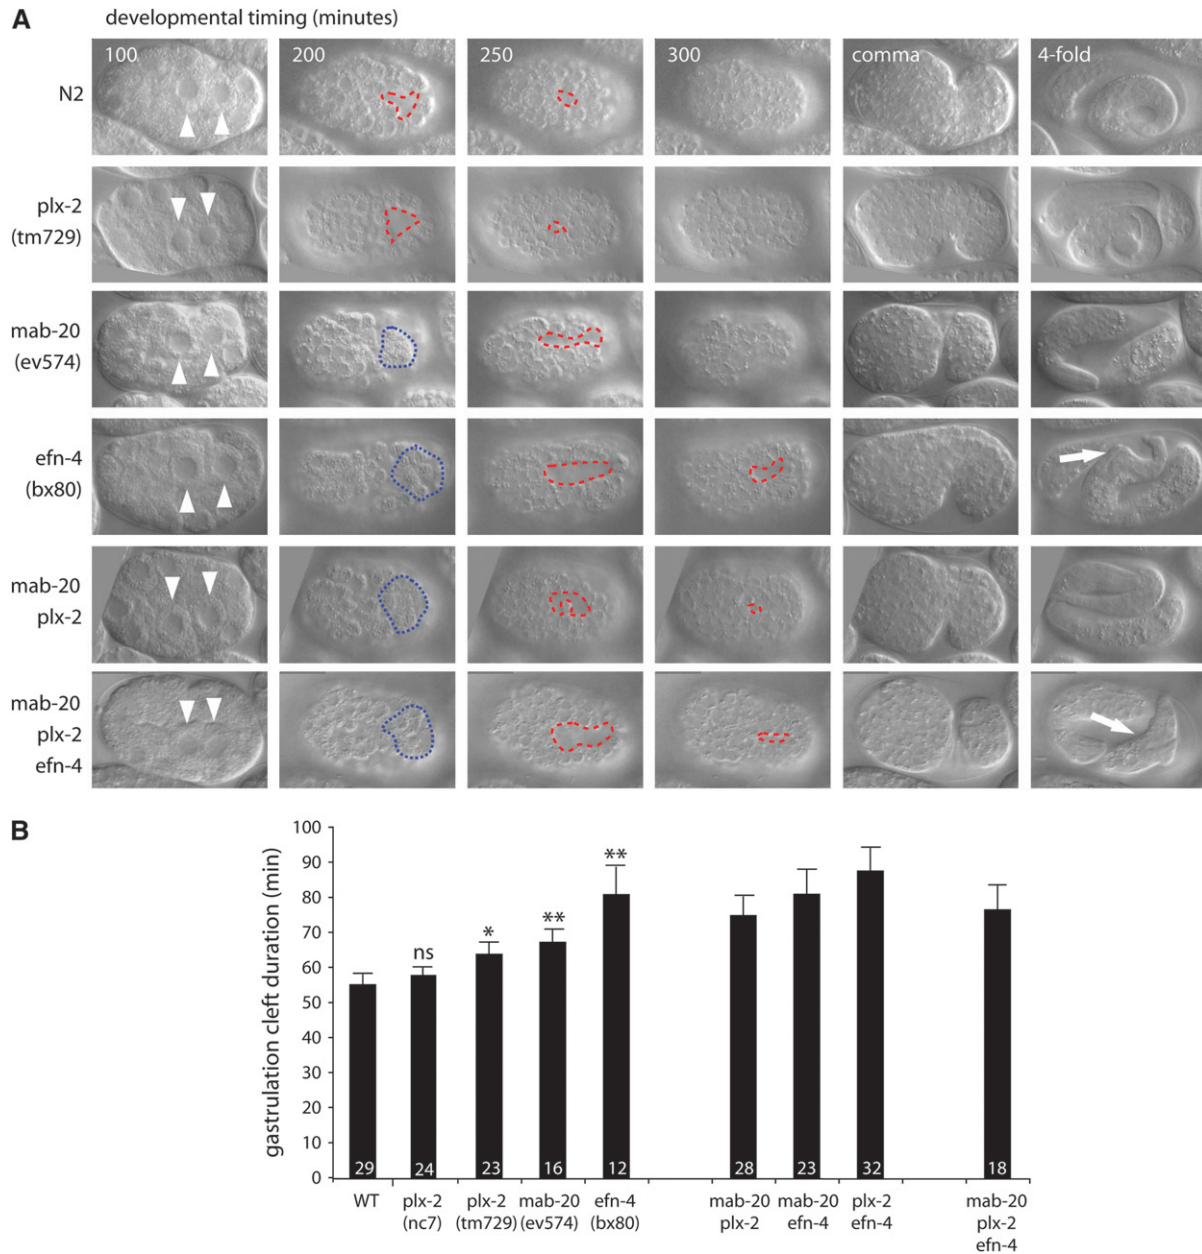 A
developmental timing (minutes)
100 200 250 300 comma 4-fold
N2
plx-2
(tm729)
mab-20
(ev574)
efn-4
(bx80)
mab-20
plx-2
mab-20
plx-2
efn-4
B
gastrulation cleft duration (min)
100
90
80
70
60
50
40
30
20
10
0
ns * ** **
29 24 23 16 12 28 23 32 18
WT plx-2 plx-2 mab-20 efn-4 mab-20 mab-20 plx-2 mab-20
(nc7) (tm729) (ev574) (bx80) plx-2 efn-4 efn-4 plx-2
efn-4